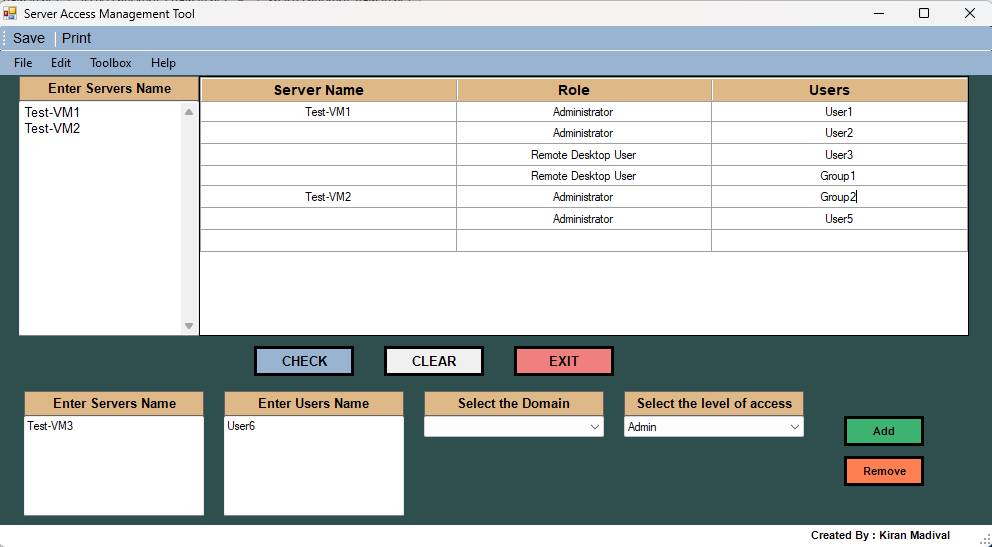 Server Access Management Tool
Save Print
File Edit Toolbox Help
Enter Servers Name
Test-VM1
Test-VM2
Server Name Role Users
Test-VM1 Administrator User1
Administrator User2
Remote Desktop User User3
Remote Desktop User Group1
Test-VM2 Administrator Group2
Administrator User5
CHECK CLEAR EXIT
Enter Servers Name Enter Users Name Select the Domain Select the level of access
Test-VM3 User6 Admin
Add
Remove
Created By : Kiran Madival